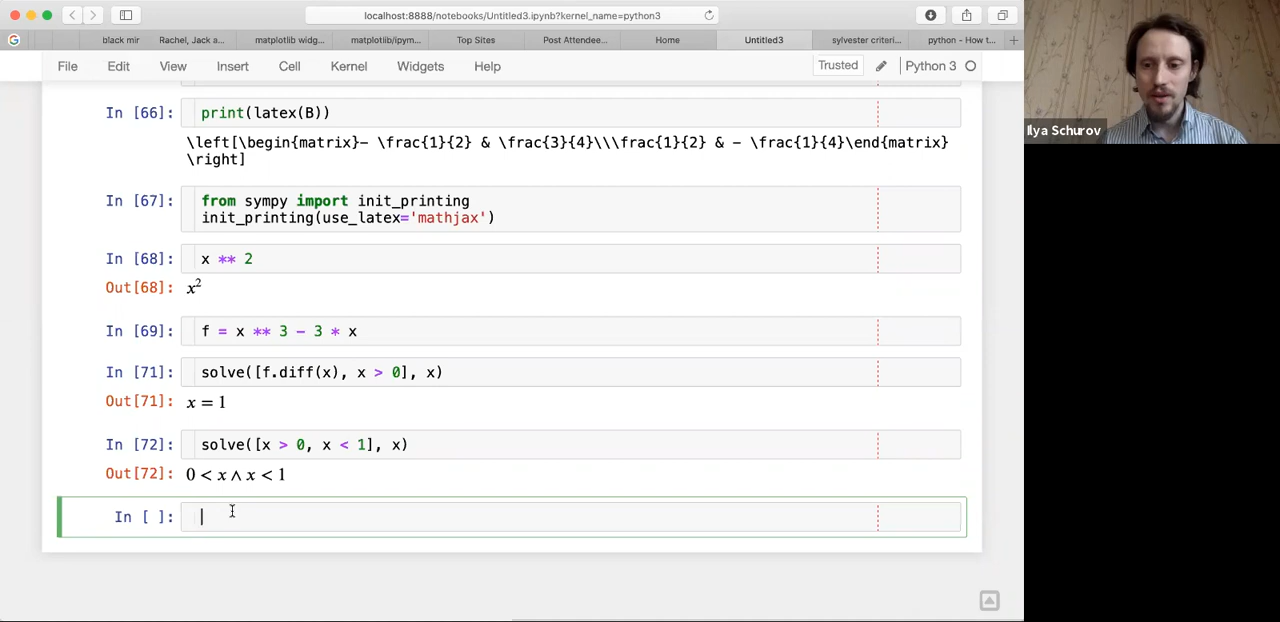 localhost:8888/notebooks/Untitled3.ipynb?kernel_name=python3
black mir
Rachel, Jack a...
matplotlib widg...
matplotlib/ipym...
Top Sites
Post Attendee...
Home
Untitled3
sylvester criteri...
python - How t...
File Edit View Insert Cell Kernel Widgets Help
Trusted
Python 3
Ilya Schurov
In [66]: print(latex(B))
\left[\begin{matrix}- \frac{1}{2} & \frac{3}{4}\\\frac{1}{2} & - \frac{1}{4}\end{matrix}
\right]
In [67]: from sympy import init_printing
init_printing(use_latex='mathjax')
In [68]: x ** 2
Out[68]: x²
In [69]: f = x ** 3 - 3 * x
In [71]: solve([f.diff(x), x > 0], x)
Out[71]: x = 1
In [72]: solve([x > 0, x < 1], x)
Out[72]: 0 < x ∧ x < 1
In [ ]: